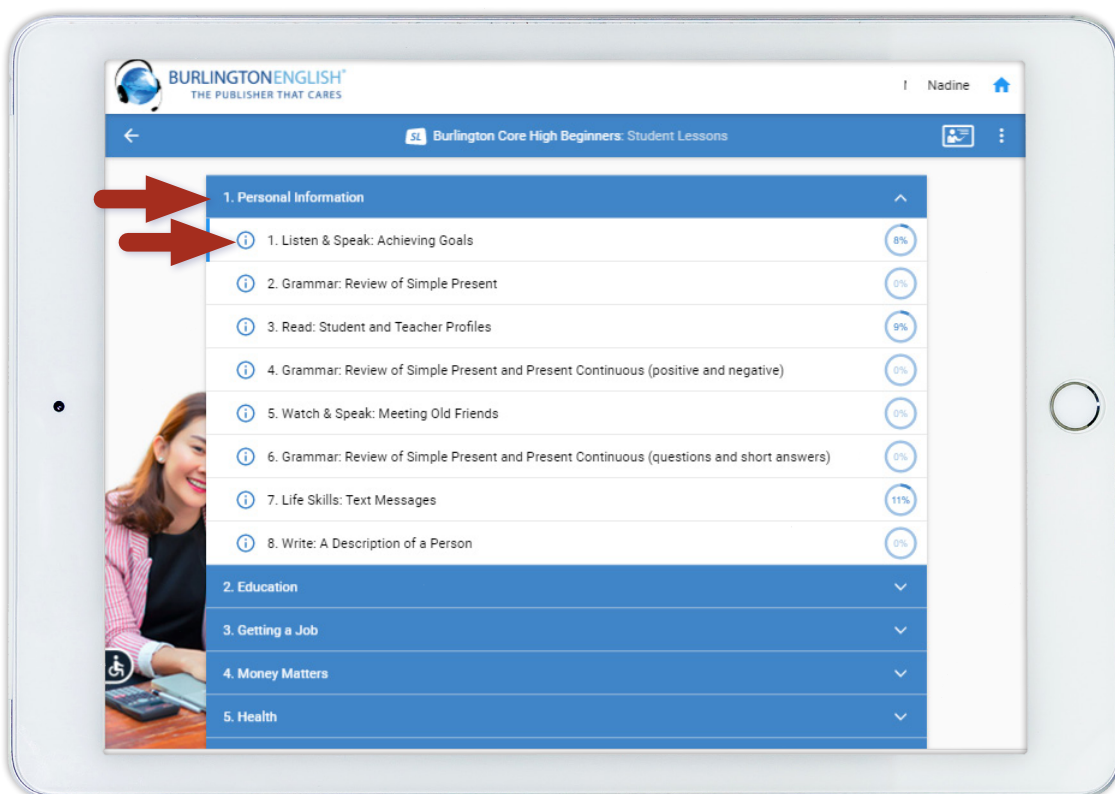 BURLINGTONENGLISH®
THE PUBLISHER THAT CARES
Nadine
SL Burlington Core High Beginners: Student Lessons
1. Personal Information
1. Listen & Speak: Achieving Goals
8%
2. Grammar: Review of Simple Present
0%
3. Read: Student and Teacher Profiles
9%
4. Grammar: Review of Simple Present and Present Continuous (positive and negative)
0%
5. Watch & Speak: Meeting Old Friends
0%
6. Grammar: Review of Simple Present and Present Continuous (questions and short answers)
0%
7. Life Skills: Text Messages
11%
8. Write: A Description of a Person
0%
2. Education
3. Getting a Job
4. Money Matters
5. Health